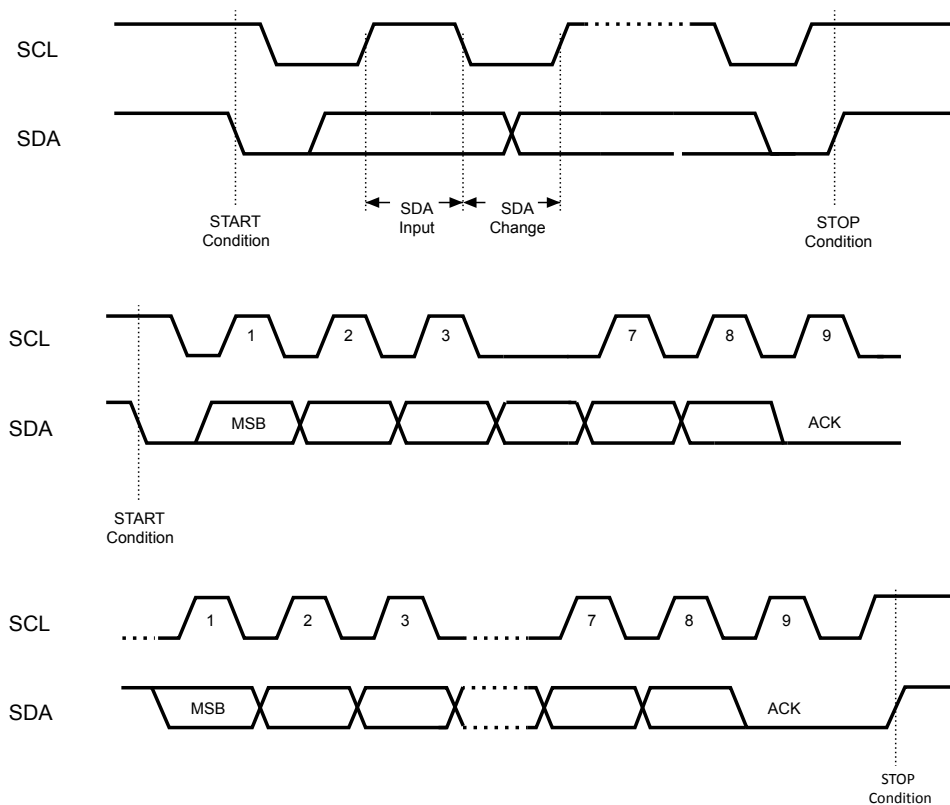 SCL
SDA
SDA
Input
SDA
Change
START
Condition
STOP
Condition
SCL
1
2
3
7
8
9
SDA
MSB
ACK
START
Condition
SCL
1
2
3
7
8
9
SDA
MSB
ACK
STOP
Condition